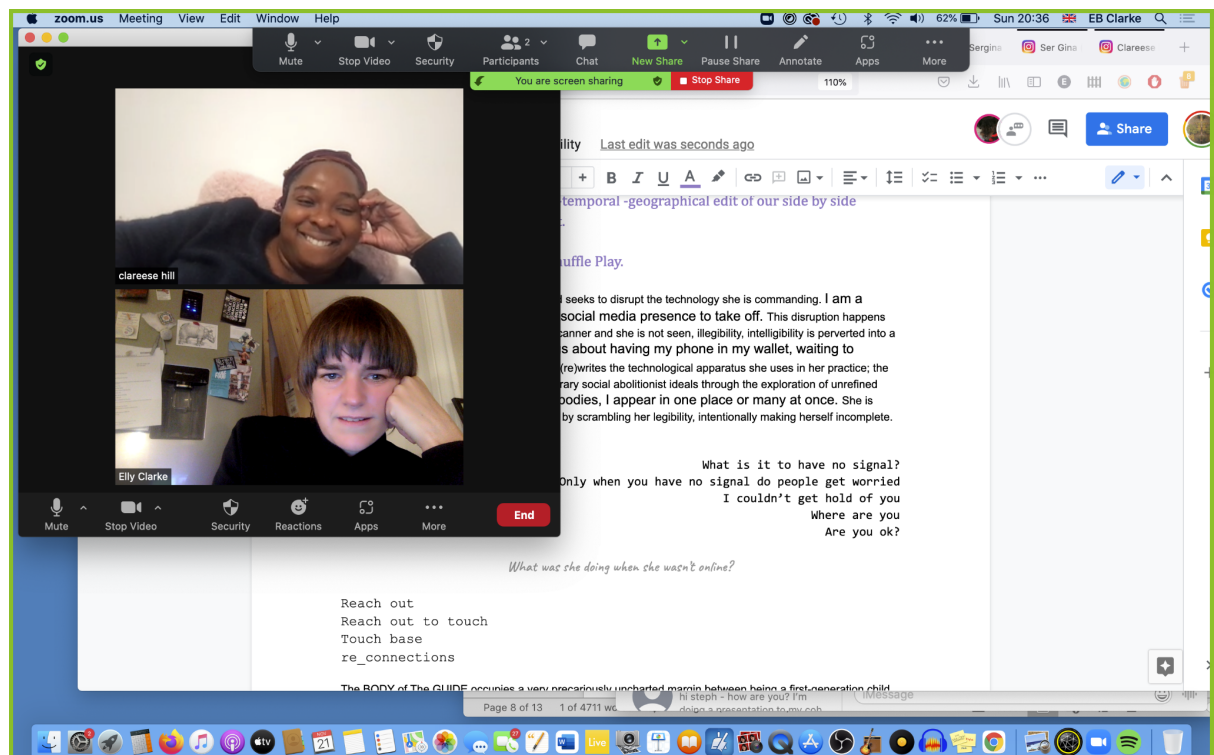 zoom.us Meeting View Edit Window Help 62% Sun 20:36 EB Clarke
Mute Stop Video Security Participants 2 Chat New Share Pause Share Annotate Apps More
Sergina Ser Gina Clareese
You are screen sharing Stop Share
110%
ility Last edit was seconds ago
Share
B I U A
-temporal -geographical edit of our side by side
uffle Play.
seeks to disrupt the technology she is commanding. I am a
social media presence to take off. This disruption happens
canner and she is not seen, illegibility, intelligibility is perverted into a
s about having my phone in my wallet, waiting to
(re)writes the technological apparatus she uses in her practice; the
rary social abolitionist ideals through the exploration of unrefined
bodies, I appear in one place or many at once. She is
by scrambling her legibility, intentionally making herself incomplete.
What is it to have no signal?
Only when you have no signal do people get worried
I couldn't get hold of you
Where are you
Are you ok?
What was she doing when she wasn't online?
Reach out
Reach out to touch
Touch base
re_connections
The BODY of The GUIDE occupies a very precariously uncharted margin between being a first-generation child
clareese hill
Elly Clarke
Mute Stop Video Security Reactions Apps More End
Page 8 of 13 1 of 4711 wo
hi steph - how are you? I'm
doing a presentation to my coh
iMessage
NOV
21
tv
27
Live